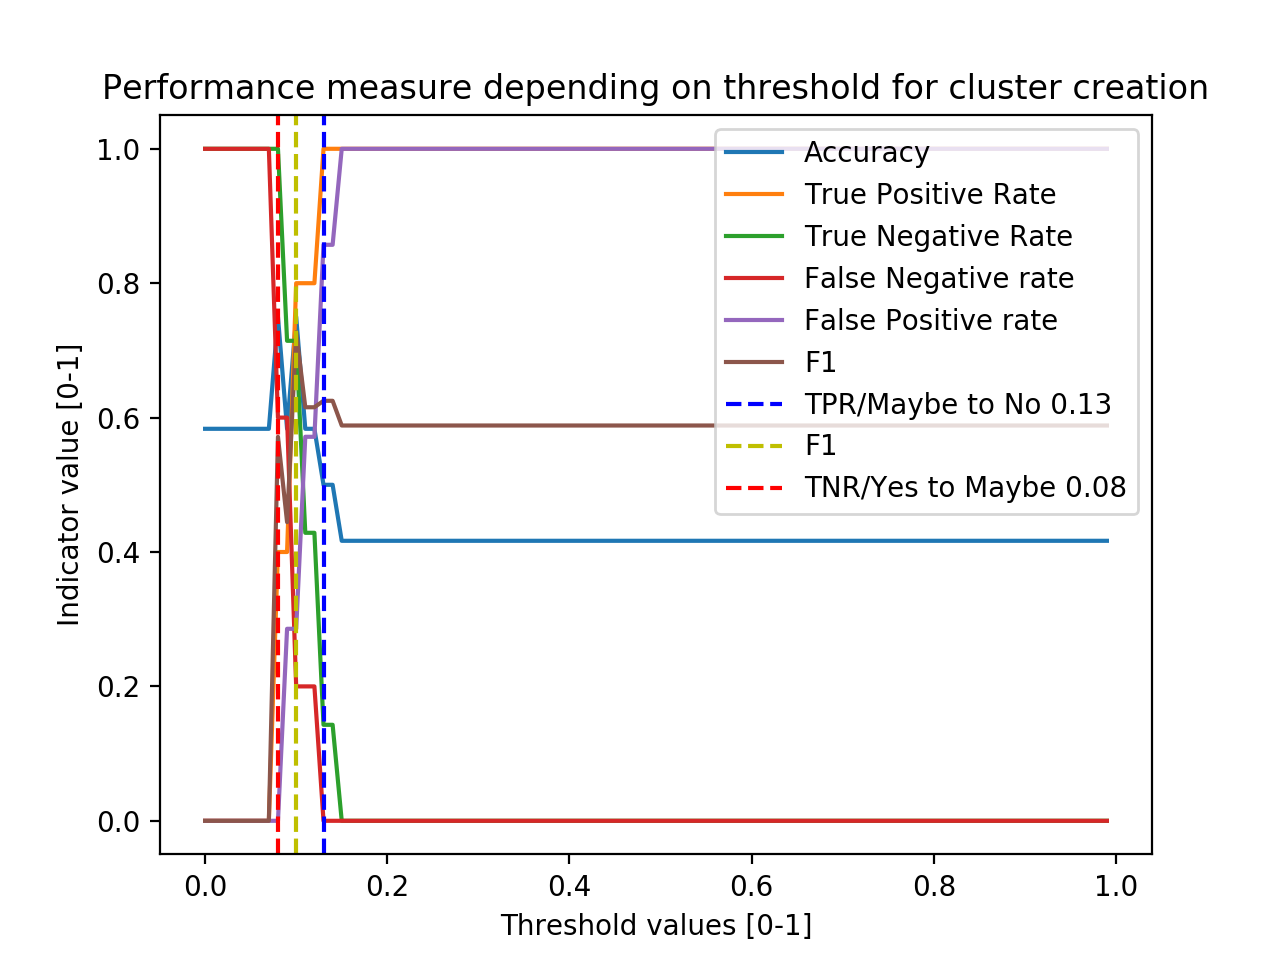 Performance measure depending on threshold for cluster creation
1.0
0.8
0.6
0.4
0.2
0.0
Indicator value [0-1]
Accuracy
True Positive Rate
True Negative Rate
False Negative rate
False Positive rate
F1
TPR/Maybe to No 0.13
F1
TNR/Yes to Maybe 0.08
0.0 0.2 0.4 0.6 0.8 1.0
Threshold values [0-1]